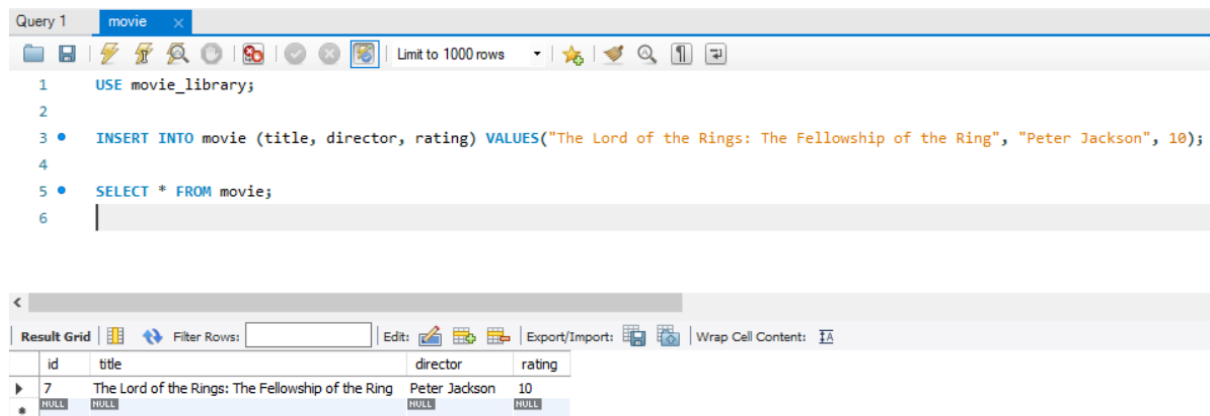 Query 1 movie ×
Limit to 1000 rows
1 USE movie_library;
2
3 INSERT INTO movie (title, director, rating) VALUES("The Lord of the Rings: The Fellowship of the Ring", "Peter Jackson", 10);
4
5 SELECT * FROM movie;
6
Result Grid Filter Rows: Edit: Export/Import: Wrap Cell Content: IA
id title director rating
7 The Lord of the Rings: The Fellowship of the Ring Peter Jackson 10
NULL NULL NULL NULL